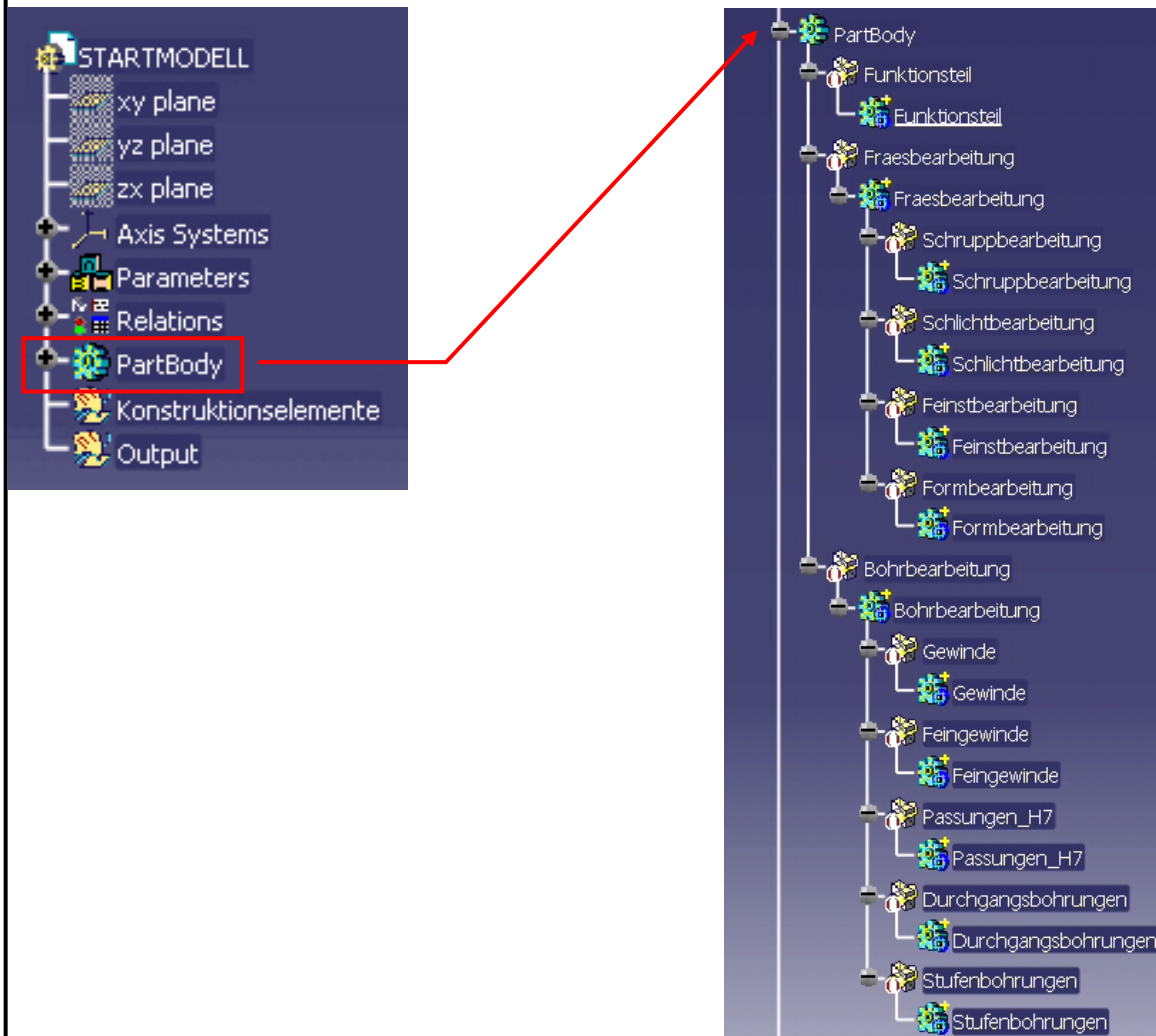 STARTMODELL
xy plane
yz plane
zx plane
Axis Systems
Parameters
Relations
PartBody
Konstruktionselemente
Output
PartBody
Funktionsteil
Funktionsteil
Fraesbearbeitung
Fraesbearbeitung
Schruppbearbeitung
Schruppbearbeitung
Schlichtbearbeitung
Schlichtbearbeitung
Feinstbearbeitung
Feinstbearbeitung
Formbearbeitung
Formbearbeitung
Bohrbearbeitung
Bohrbearbeitung
Gewinde
Gewinde
Feingewinde
Feingewinde
Passungen_H7
Passungen_H7
Durchgangsbohrungen
Durchgangsbohrungen
Stufenbohrungen
Stufenbohrungen